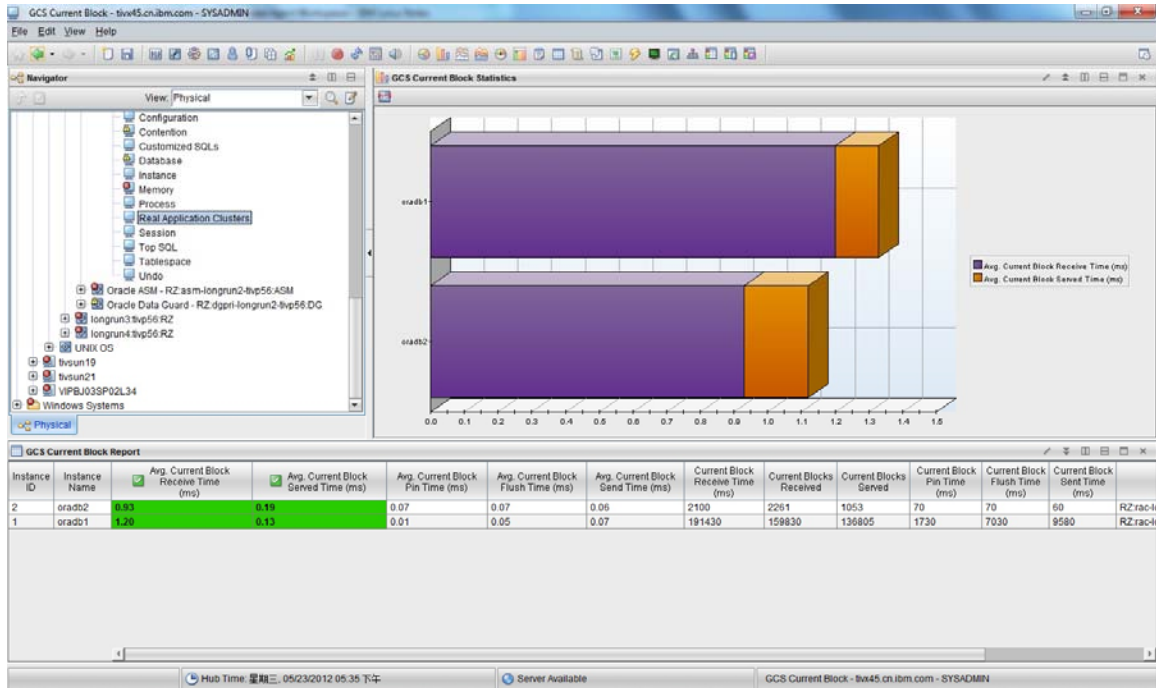 GCS Current Block - tivx45.cn.ibm.com - SYSADMIN
File Edit View Help
Navigator
View: Physical
Configuration
Contention
Customized SQLs
Database
Instance
Memory
Process
Real Application Clusters
Session
Top SQL
Tablespace
Undo
Oracle ASM - RZ:asm-longrun2-tivp56:ASM
Oracle Data Guard - RZ:dgpri-longrun2-tivp56:DG
longrun3:tivp56:RZ
longrun4:tivp56:RZ
UNIX OS
tivsun19
tivsun21
VIPBJ03SP02L34
Windows Systems
Physical
GCS Current Block Statistics
oradb1
oradb2
0.0 0.1 0.2 0.3 0.4 0.5 0.6 0.7 0.8 0.9 1.0 1.1 1.2 1.3 1.4 1.5
Avg. Current Block Receive Time (ms)
Avg. Current Block Served Time (ms)
GCS Current Block Report
Instance ID Instance Name Avg. Current Block Receive Time (ms) Avg. Current Block Served Time (ms) Avg. Current Block Pin Time (ms) Avg. Current Block Flush Time (ms) Avg. Current Block Send Time (ms) Current Block Receive Time (ms) Current Blocks Received Current Blocks Served Current Block Pin Time (ms) Current Block Flush Time (ms) Current Block Sent Time (ms)
2 oradb2 0.93 0.19 0.07 0.07 0.06 2100 2261 1053 70 70 60 RZ:rac-l
1 oradb1 1.20 0.13 0.01 0.05 0.07 191430 159830 136805 1730 7030 9580 RZ:rac-l
Hub Time: 星期三, 05/23/2012 05:35 下午
Server Available
GCS Current Block - tivx45.cn.ibm.com - SYSADMIN